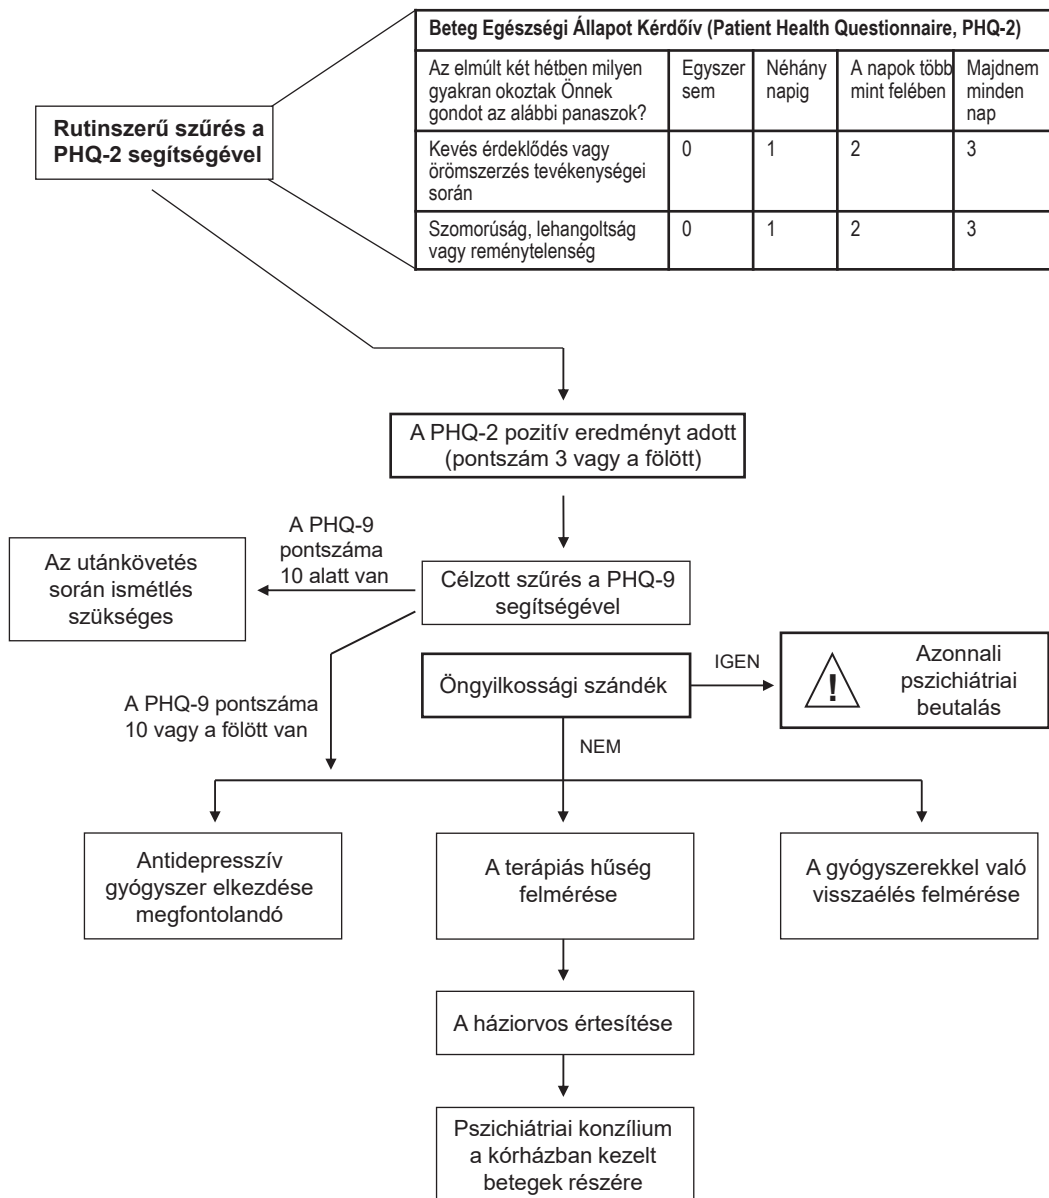 Beteg Egészségi Állapot Kérdőív (Patient Health Questionnaire, PHQ-2)
Az elmúlt két hétben milyen
gyakran okoztak Önnek
gondot az alábbi panaszok?
Egyszer
sem
Néhány
napig
A napok több
mint felében
Majdnem
minden
nap
Kevés érdeklődés vagy
örömszerzés tevékenységei
során
0
1
2
3
Szomorúság, lehangoltság
vagy reménytelenség
0
1
2
3
Rutinszerű szűrés a
PHQ-2 segítségével
A PHQ-2 pozitív eredményt adott
(pontszám 3 vagy a fölött)
A PHQ-9
pontszáma
10 alatt van
Az utánkövetés
során ismétlés
szükséges
Célzott szűrés a PHQ-9
segítségével
Öngyilkossági szándék
IGEN
!
Azonnali
pszichiátriai
beutalás
A PHQ-9 pontszáma
10 vagy a fölött van
NEM
Antidepresszív
gyógyszer elkezdése
megfontolandó
A terápiás hűség
felmérése
A gyógyszerekkel való
visszaélés felmérése
A háziorvos értesítése
Pszichiátriai konzílium
a kórházban kezelt
betegek részére